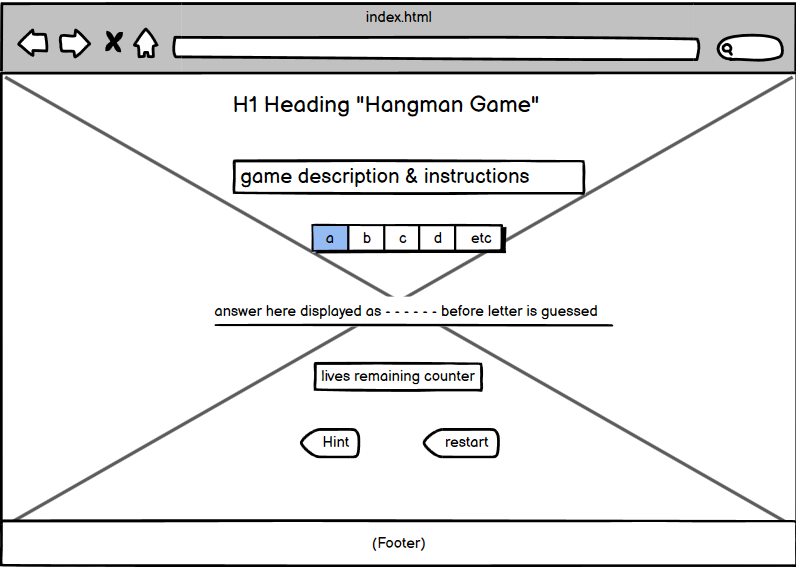 index.html
H1 Heading "Hangman Game"
game description & instructions
a b c d etc
answer here displayed as - - - - - - before letter is guessed
lives remaining counter
Hint restart
(Footer)